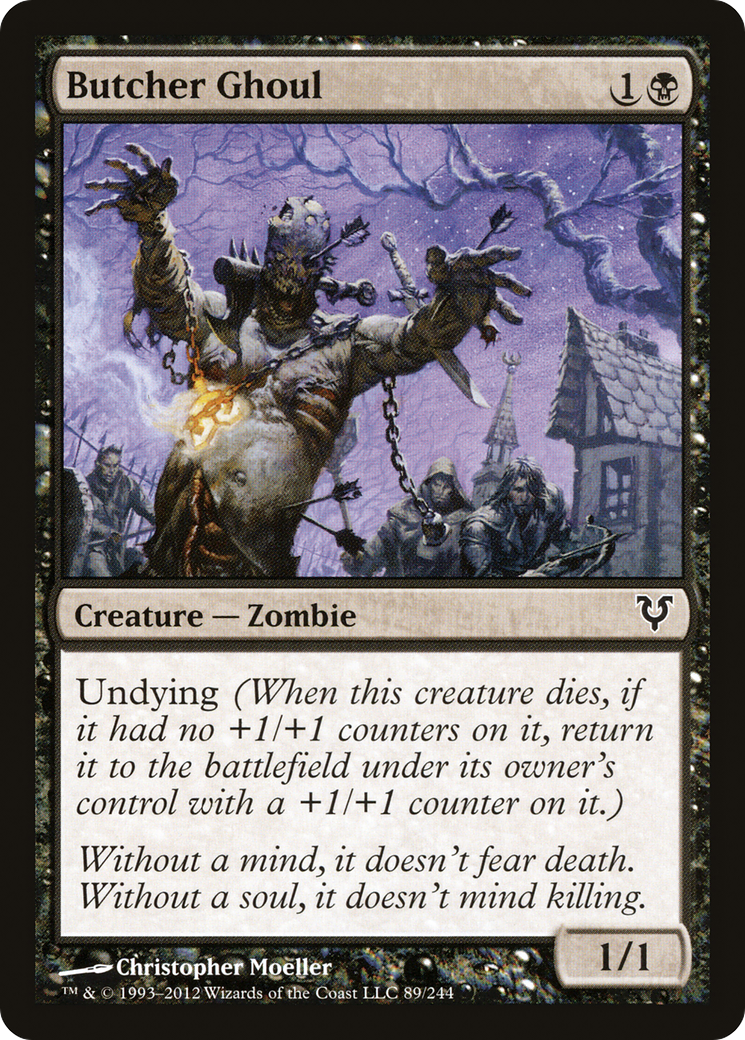 Butcher Ghoul
1
Creature — Zombie
Undying (When this creature dies, if
it had no +1/+1 counters on it, return
it to the battlefield under its owner's
control with a +1/+1 counter on it.)
Without a mind, it doesn't fear death.
Without a soul, it doesn't mind killing.
1/1
Christopher Moeller
™ & © 1993–2012 Wizards of the Coast LLC 89/244